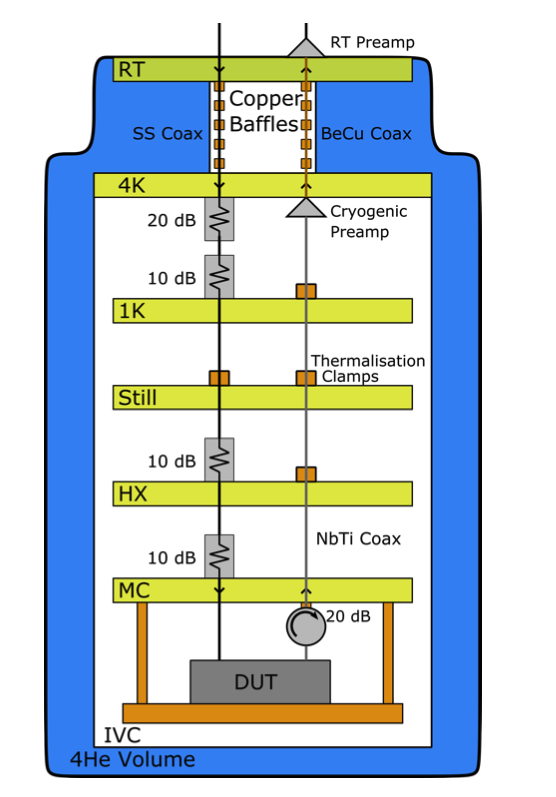 RT Preamp
RT
Copper
Baffles
SS Coax
BeCu Coax
4K
20 dB
Cryogenic
Preamp
10 dB
1K
Thermalisation
Clamps
Still
10 dB
HX
NbTi Coax
10 dB
MC
20 dB
DUT
IVC
4He Volume